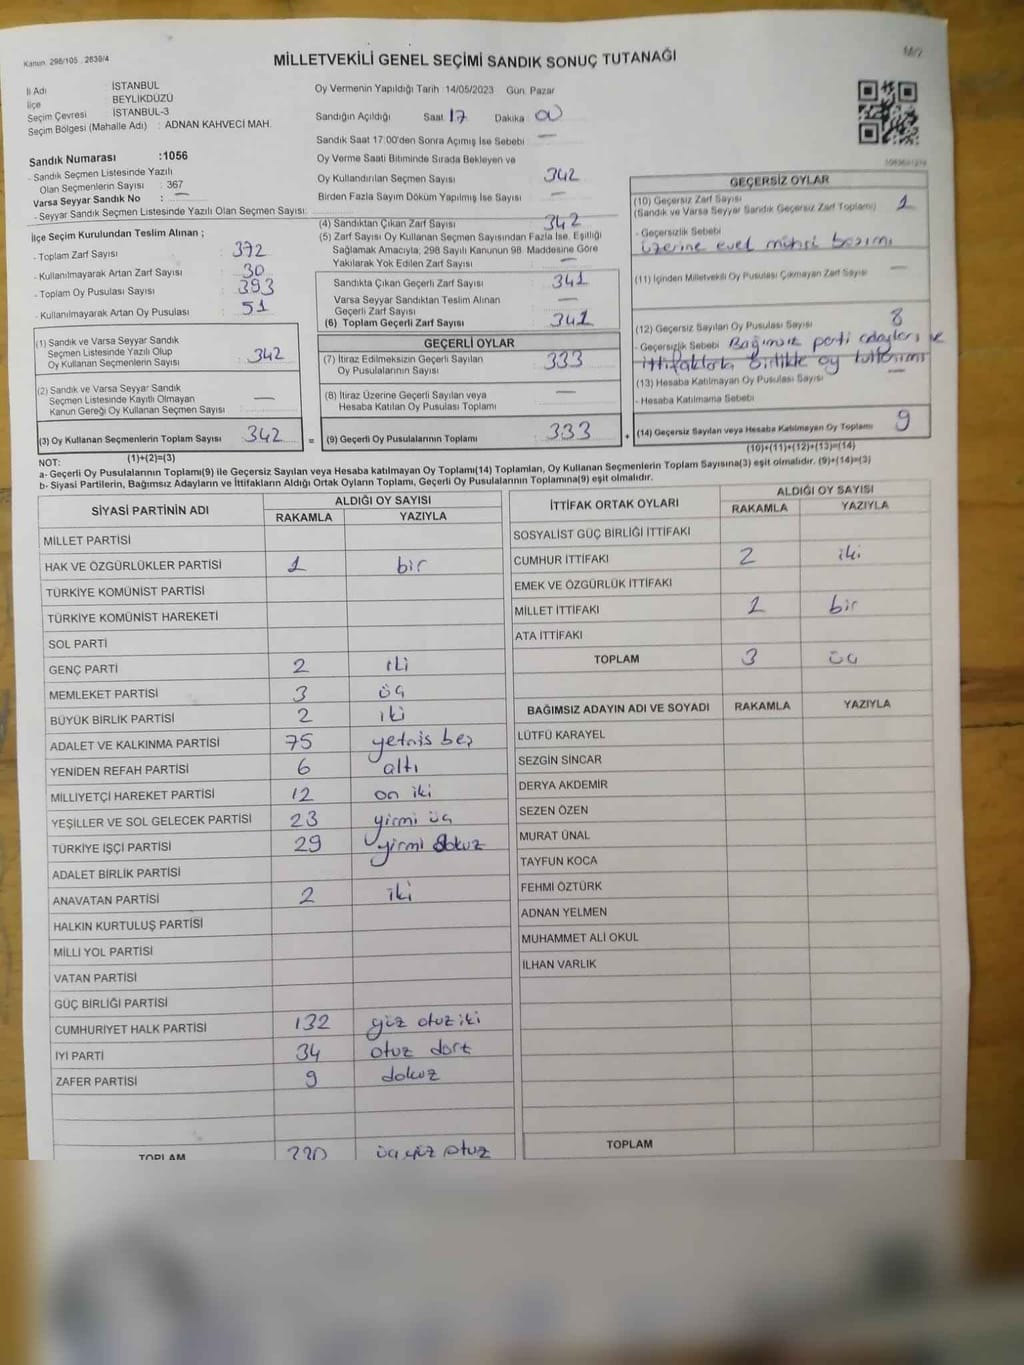 Kanun 298/105 . 2839/4
MİLLETVEKİLİ GENEL SEÇİMİ SANDIK SONUÇ TUTANAĞI
M/2
İl Adı : İSTANBUL
İlçe : BEYLİKDÜZÜ
Seçim Çevresi : İSTANBUL-3
Seçim Bölgesi (Mahalle Adı) : ADNAN KAHVECİ MAH.
Sandık Numarası :1056
- Sandık Seçmen Listesinde Yazılı
Olan Seçmenlerin Sayısı : 367
Varsa Seyyar Sandık No : —
- Seyyar Sandık Seçmen Listesinde Yazılı Olan Seçmen Sayısı: —
İlçe Seçim Kurulundan Teslim Alınan ;
- Toplam Zarf Sayısı : 372
- Kullanılmayarak Artan Zarf Sayısı : 30
- Toplam Oy Pusulası Sayısı : 393
- Kullanılmayarak Artan Oy Pusulası : 51
Oy Vermenin Yapıldığı Tarih 14/05/2023 Gün Pazar
Sandığın Açıldığı Saat 17 Dakika 00
Sandık Saat 17:00'den Sonra Açımış İse Sebebi —
Oy Verme Saati Bitiminde Sırada Bekleyen ve
Oy Kullandırılan Seçmen Sayısı : 342
Birden Fazla Sayım Döküm Yapılmış İse Sayısı : —
(4) Sandıktan Çıkan Zarf Sayısı : 342
(5) Zarf Sayısı Oy Kullanan Seçmen Sayısından Fazla İse, Eşitliği
Sağlamak Amacıyla, 298 Sayılı Kanunun 98. Maddesine Göre
Yakılarak Yok Edilen Zarf Sayısı : —
Sandıkta Çıkan Geçerli Zarf Sayısı : 341
Varsa Seyyar Sandıktan Teslim Alınan
Geçerli Zarf Sayısı : —
(6) Toplam Geçerli Zarf Sayısı : 341
GEÇERSİZ OYLAR
(10) Geçersiz Zarf Sayısı : 1
(Sandık ve Varsa Seyyar Sandık Geçersiz Zarf Toplamı)
- Geçersizlik Sebebi
üzerine evet mührü basımı
(11) İçinden Milletvekili Oy Pusulası Çıkmayan Zarf Sayısı —
(12) Geçersiz Sayılan Oy Pusulası Sayısı 8
- Geçersizlik Sebebi Bağımsız parti adayları ve
ittifaklarla birlikte oy kullanımı
(13) Hesaba Katılmayan Oy Pusulası Sayısı —
- Hesaba Katılmama Sebebi
(14) Geçersiz Sayılan veya Hesaba Katılmayan Oy Toplamı 9
(10)+(11)+(12)+(13)=(14)
(1) Sandık ve Varsa Seyyar Sandık
Seçmen Listesinde Yazılı Olup
Oy Kullanan Seçmenlerin Sayısı : 342
(2) Sandık ve Varsa Seyyar Sandık
Seçmen Listesinde Kayıtlı Olmayan
Kanun Gereği Oy Kullanan Seçmen Sayısı : —
(3) Oy Kullanan Seçmenlerin Toplam Sayısı : 342
(1)+(2)=(3)
GEÇERLİ OYLAR
(7) İtiraz Edilmeksizin Geçerli Sayılan
Oy Pusulalarının Sayısı : 333
(8) İtiraz Üzerine Geçerli Sayılan veya
Hesaba Katılan Oy Pusulası Toplamı : —
= (9) Geçerli Oy Pusulalarının Toplamı : 333 +
NOT:
a- Geçerli Oy Pusulalarının Toplamı(9) ile Geçersiz Sayılan veya Hesaba katılmayan Oy Toplamı(14) Toplamları, Oy Kullanan Seçmenlerin Toplam Sayısına(3) eşit olmalıdır. (9)+(14)=(3)
b- Siyasi Partilerin, Bağımsız Adayların ve İttifakların Aldığı Ortak Oyların Toplamı, Geçerli Oy Pusulalarının Toplamına(9) eşit olmalıdır.
SİYASİ PARTİNİN ADI ALDIĞI OY SAYISI
RAKAMLA YAZIYLA
MİLLET PARTİSİ
HAK VE ÖZGÜRLÜKLER PARTİSİ 1 bir
TÜRKİYE KOMÜNİST PARTİSİ
TÜRKİYE KOMÜNİST HAREKETİ
SOL PARTİ
GENÇ PARTİ 2 iki
MEMLEKET PARTİSİ 3 üç
BÜYÜK BİRLİK PARTİSİ 2 iki
ADALET VE KALKINMA PARTİSİ 75 yetmiş beş
YENİDEN REFAH PARTİSİ 6 altı
MİLLİYETÇİ HAREKET PARTİSİ 12 on iki
YEŞİLLER VE SOL GELECEK PARTİSİ 23 yirmi üç
TÜRKİYE İŞÇİ PARTİSİ 29 yirmi dokuz
ADALET BİRLİK PARTİSİ
ANAVATAN PARTİSİ 2 iki
HALKIN KURTULUŞ PARTİSİ
MİLLİ YOL PARTİSİ
VATAN PARTİSİ
GÜÇ BİRLİĞİ PARTİSİ
CUMHURİYET HALK PARTİSİ 132 yüz otuz iki
İYİ PARTİ 34 otuz dört
ZAFER PARTİSİ 9 dokuz
TOPLAM 330 üç yüz otuz
İTTİFAK ORTAK OYLARI ALDIĞI OY SAYISI
RAKAMLA YAZIYLA
SOSYALİST GÜÇ BİRLİĞİ İTTİFAKI
CUMHUR İTTİFAKI 2 iki
EMEK VE ÖZGÜRLÜK İTTİFAKI
MİLLET İTTİFAKI 1 bir
ATA İTTİFAKI
TOPLAM 3 üç
BAĞIMSIZ ADAYIN ADI VE SOYADI RAKAMLA YAZIYLA
LÜTFÜ KARAYEL
SEZGİN SİNCAR
DERYA AKDEMİR
SEZEN ÖZEN
MURAT ÜNAL
TAYFUN KOCA
FEHMİ ÖZTÜRK
ADNAN YELMEN
MUHAMMET ALİ OKUL
İLHAN VARLIK
TOPLAM